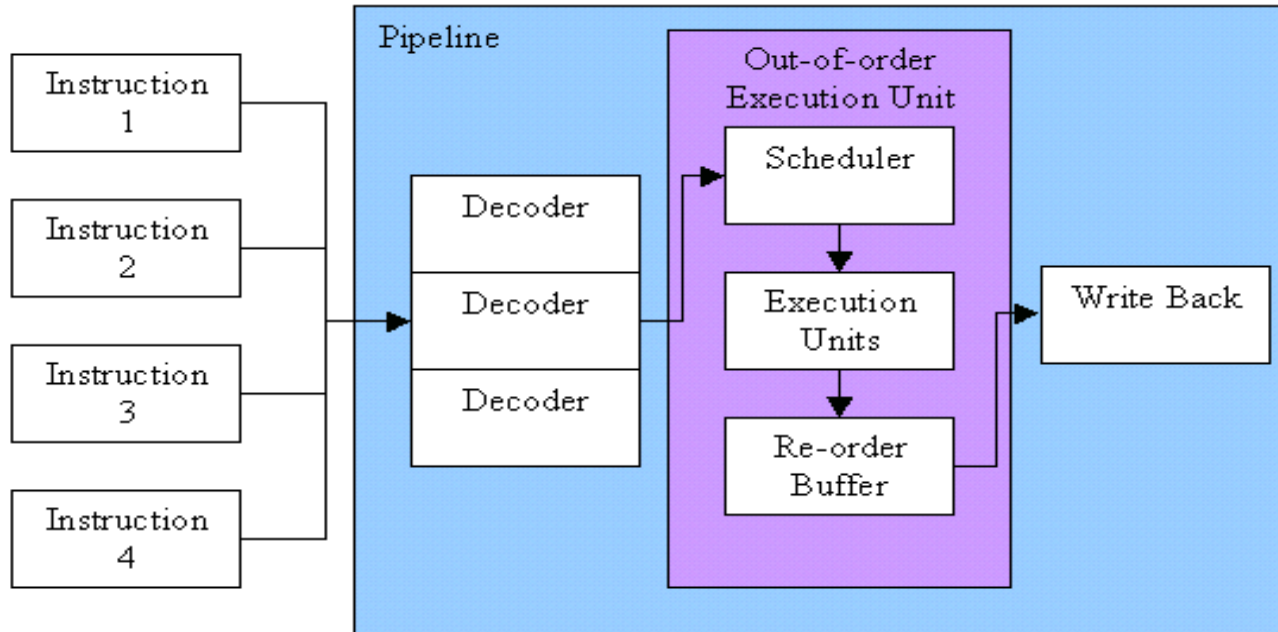 Instruction
1
Instruction
2
Instruction
3
Instruction
4
Pipeline
Decoder
Decoder
Decoder
Out-of-order
Execution Unit
Scheduler
Execution
Units
Re-order
Buffer
Write Back